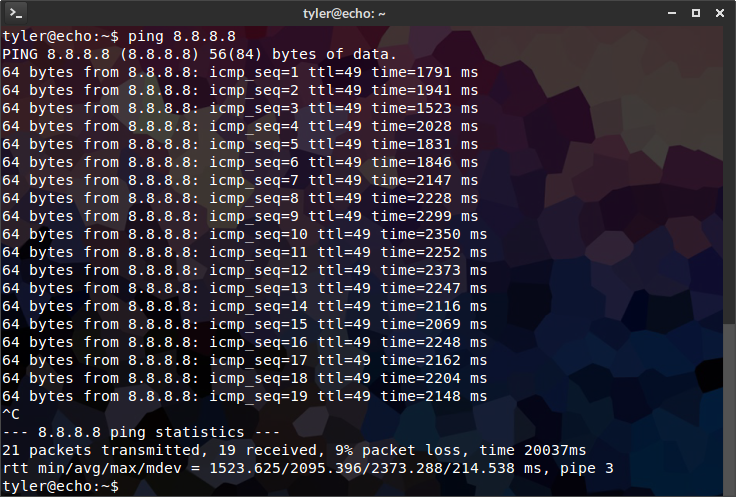 tyler@echo: ~
tyler@echo:~$ ping 8.8.8.8
PING 8.8.8.8 (8.8.8.8) 56(84) bytes of data.
64 bytes from 8.8.8.8: icmp_seq=1 ttl=49 time=1791 ms
64 bytes from 8.8.8.8: icmp_seq=2 ttl=49 time=1941 ms
64 bytes from 8.8.8.8: icmp_seq=3 ttl=49 time=1523 ms
64 bytes from 8.8.8.8: icmp_seq=4 ttl=49 time=2028 ms
64 bytes from 8.8.8.8: icmp_seq=5 ttl=49 time=1831 ms
64 bytes from 8.8.8.8: icmp_seq=6 ttl=49 time=1846 ms
64 bytes from 8.8.8.8: icmp_seq=7 ttl=49 time=2147 ms
64 bytes from 8.8.8.8: icmp_seq=8 ttl=49 time=2228 ms
64 bytes from 8.8.8.8: icmp_seq=9 ttl=49 time=2299 ms
64 bytes from 8.8.8.8: icmp_seq=10 ttl=49 time=2350 ms
64 bytes from 8.8.8.8: icmp_seq=11 ttl=49 time=2252 ms
64 bytes from 8.8.8.8: icmp_seq=12 ttl=49 time=2373 ms
64 bytes from 8.8.8.8: icmp_seq=13 ttl=49 time=2247 ms
64 bytes from 8.8.8.8: icmp_seq=14 ttl=49 time=2116 ms
64 bytes from 8.8.8.8: icmp_seq=15 ttl=49 time=2069 ms
64 bytes from 8.8.8.8: icmp_seq=16 ttl=49 time=2248 ms
64 bytes from 8.8.8.8: icmp_seq=17 ttl=49 time=2162 ms
64 bytes from 8.8.8.8: icmp_seq=18 ttl=49 time=2204 ms
64 bytes from 8.8.8.8: icmp_seq=19 ttl=49 time=2148 ms
^C
--- 8.8.8.8 ping statistics ---
21 packets transmitted, 19 received, 9% packet loss, time 20037ms
rtt min/avg/max/mdev = 1523.625/2095.396/2373.288/214.538 ms, pipe 3
tyler@echo:~$